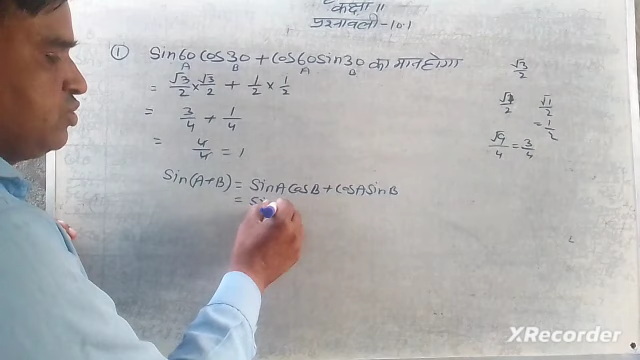 कक्षा 11
प्रश्नावली-10.1
① Sin60 Cos30 + Cos60 Sin30 का मान होगा
A B A B
= √3/2 × √3/2 + 1/2 × 1/2
= 3/4 + 1/4
= 4/4 = 1
Sin(A+B) = SinA CosB + CosA SinB
= si
√3/2
√1/2 = 1/2
√9/4 = 3/4
XRecorder